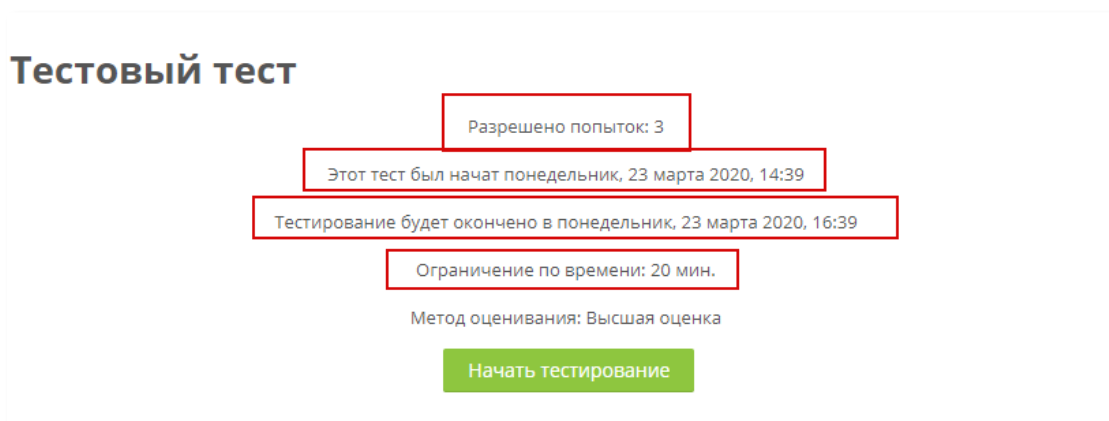 Тестовый тест
Разрешено попыток: 3
Этот тест был начат понедельник, 23 марта 2020, 14:39
Тестирование будет окончено в понедельник, 23 марта 2020, 16:39
Ограничение по времени: 20 мин.
Метод оценивания: Высшая оценка
Начать тестирование